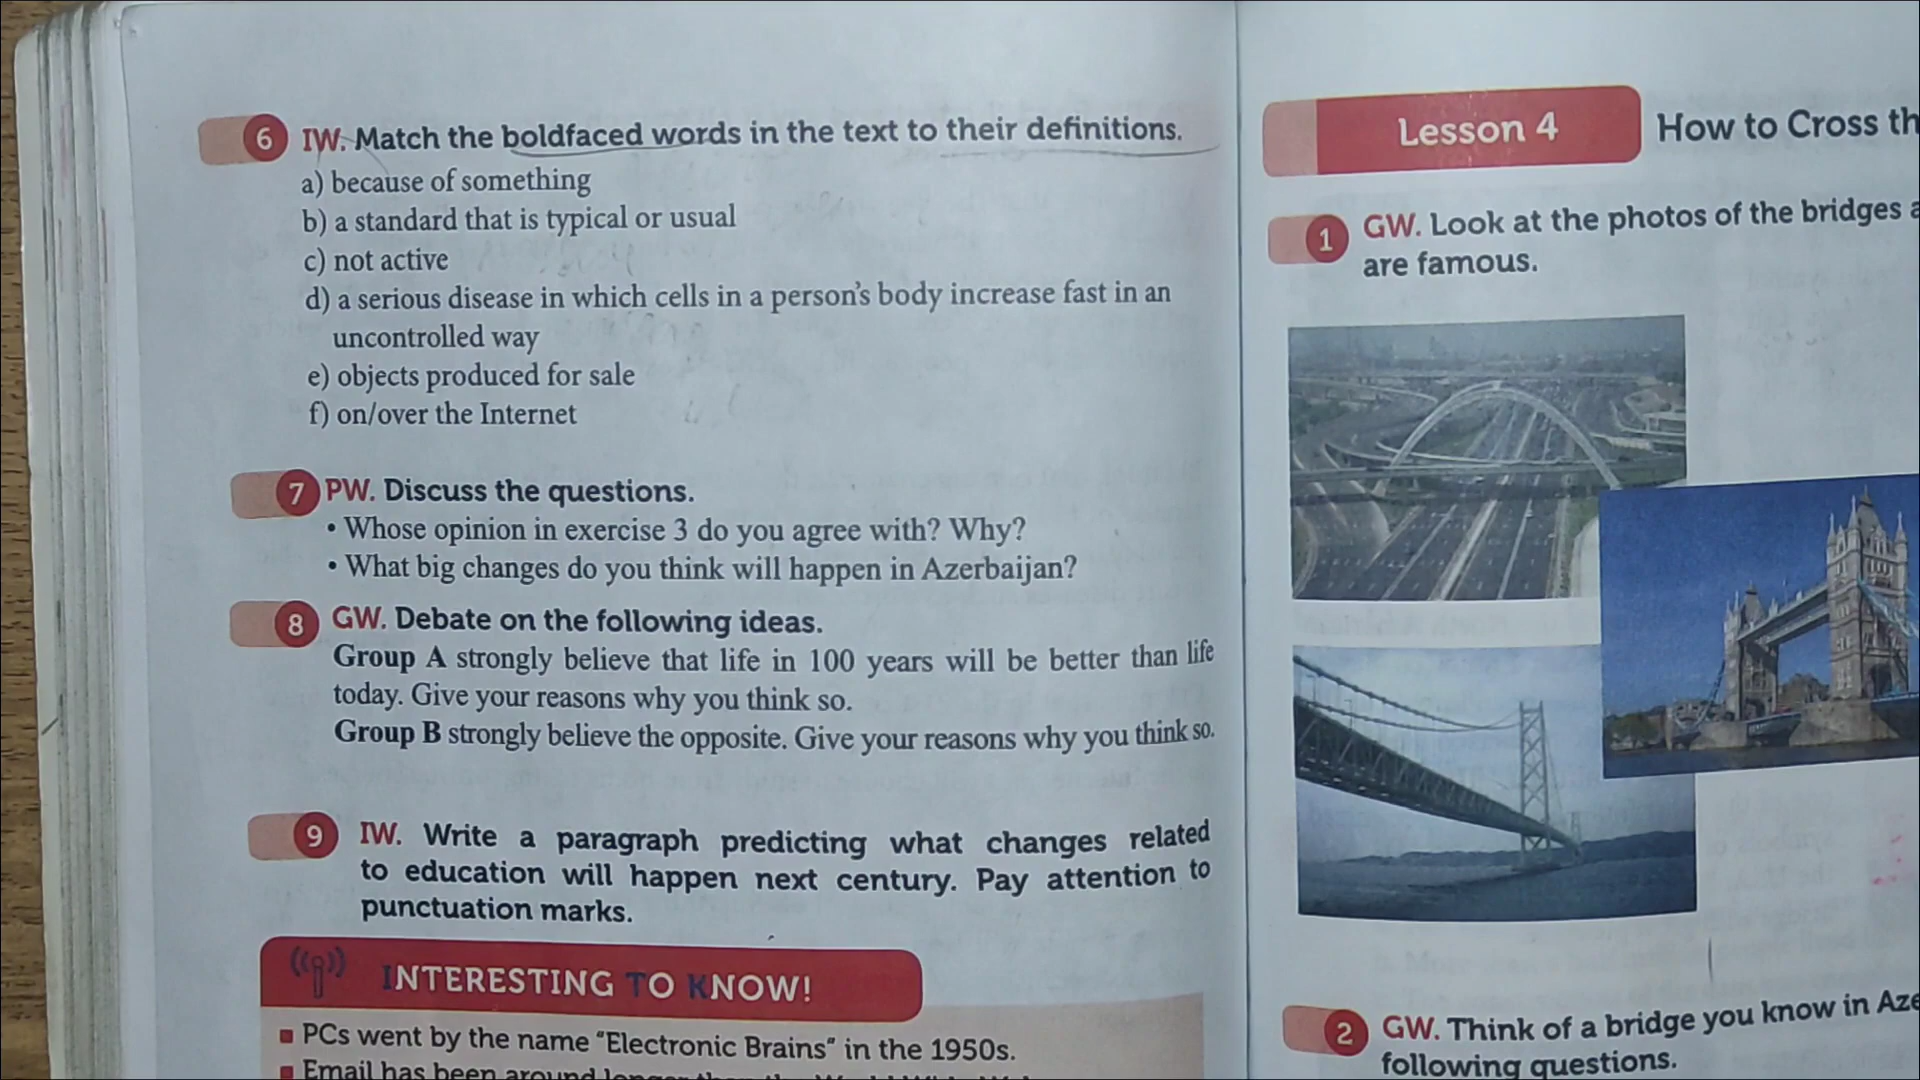 6 IW. Match the boldfaced words in the text to their definitions.
a) because of something
b) a standard that is typical or usual
c) not active
d) a serious disease in which cells in a person's body increase fast in an
uncontrolled way
e) objects produced for sale
f) on/over the Internet
7 PW. Discuss the questions.
• Whose opinion in exercise 3 do you agree with? Why?
• What big changes do you think will happen in Azerbaijan?
8 GW. Debate on the following ideas.
Group A strongly believe that life in 100 years will be better than life
today. Give your reasons why you think so.
Group B strongly believe the opposite. Give your reasons why you think so.
9 IW. Write a paragraph predicting what changes related
to education will happen next century. Pay attention to
punctuation marks.
INTERESTING TO KNOW!
PCs went by the name "Electronic Brains" in the 1950s.
Email has been around
Lesson 4 How to Cross
1 GW. Look at the photos of the bridges
are famous.
2 GW. Think of a bridge you know in
following questions.